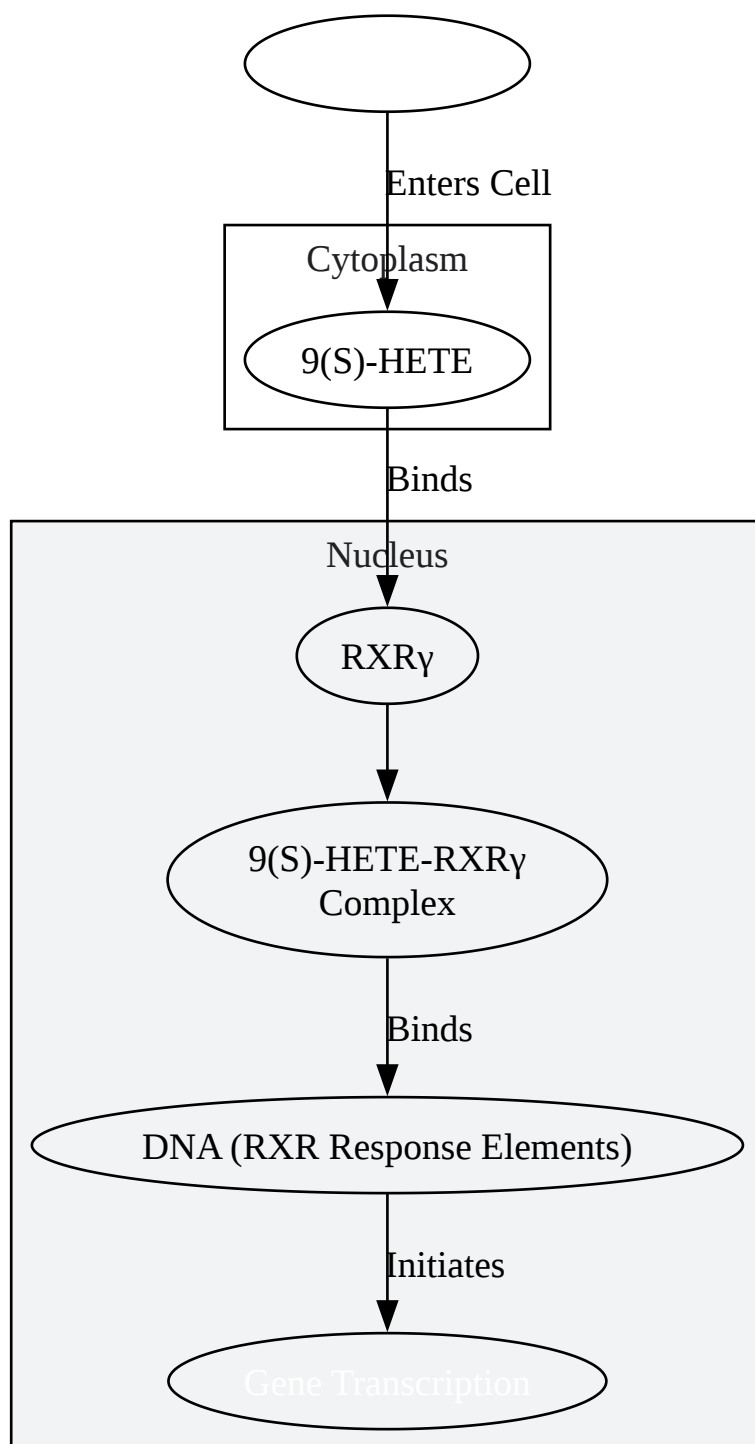 Enters Cell
Cytoplasm
9(S)-HETE
Binds
Nucleus
RXRγ
9(S)-HETE-RXRγ
Complex
Binds
DNA (RXR Response Elements)
Initiates
Gene Transcription